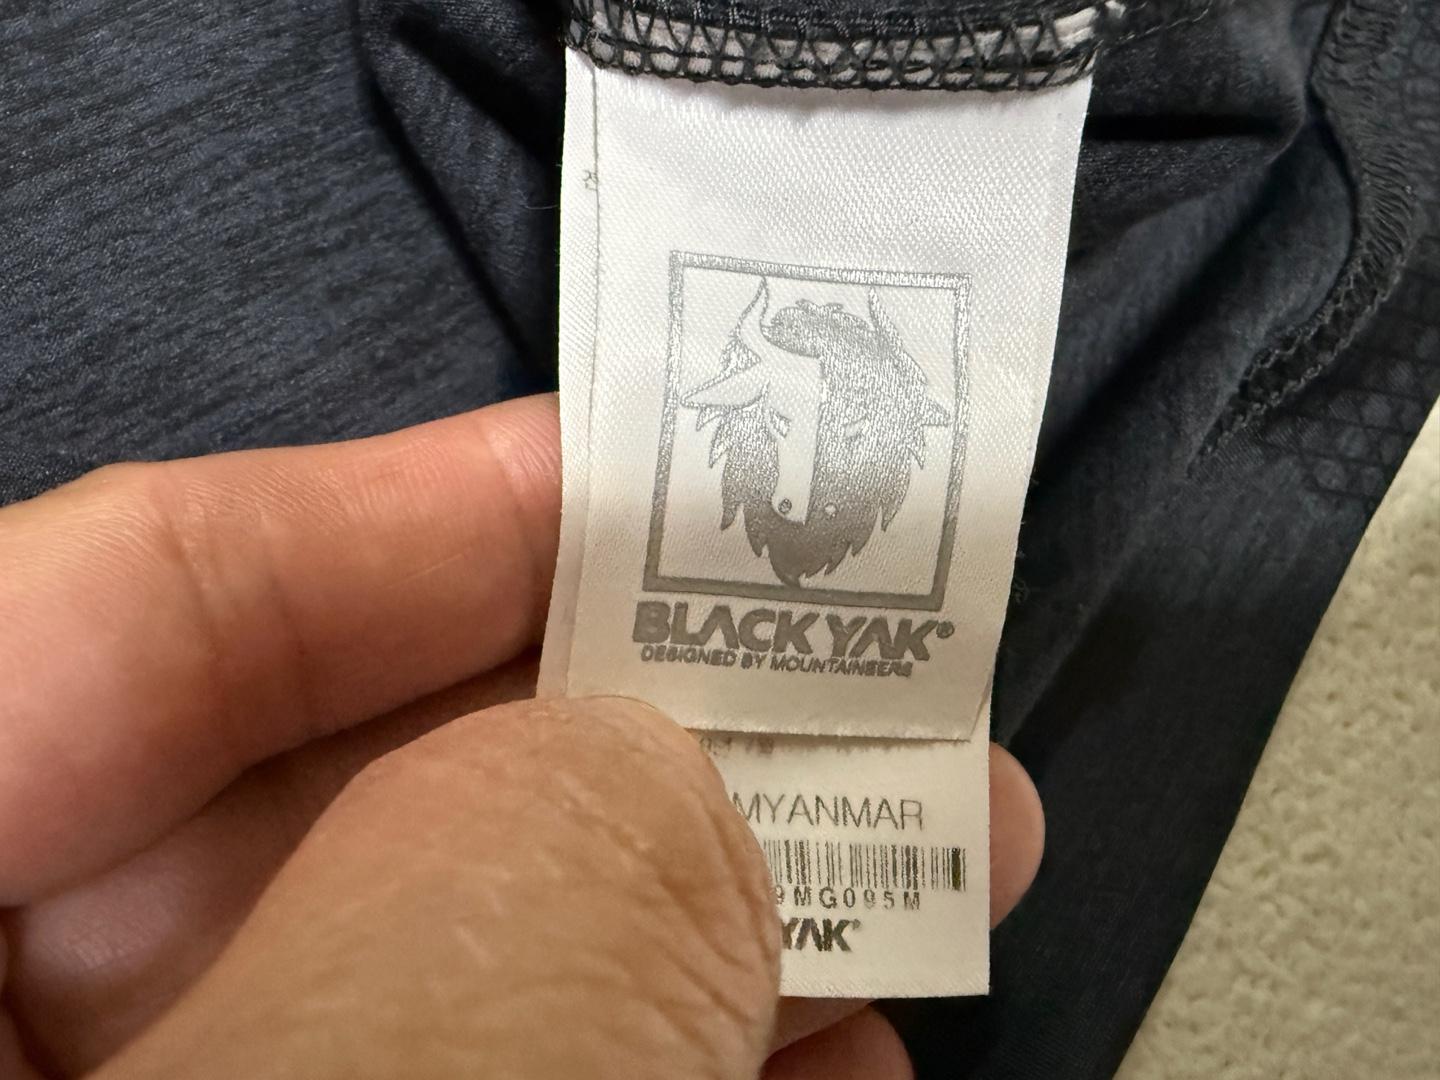 BLACK YAK®
DESIGNED BY MOUNTAINEERS
MYANMAR
9MG095M
YAK®